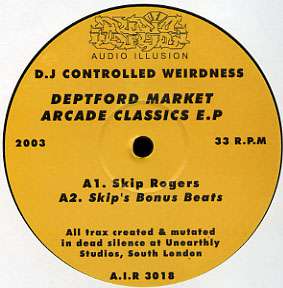 AUDIO ILLUSION
D.J CONTROLLED WEIRDNESS
DEPTFORD MARKET
ARCADE CLASSICS E.P
2003 33 R.P.M
A1. Skip Rogers
A2. Skip's Bonus Beats
All trax created & mutated
in dead silence at Unearthly
Studios, South London
A.I.R 3018